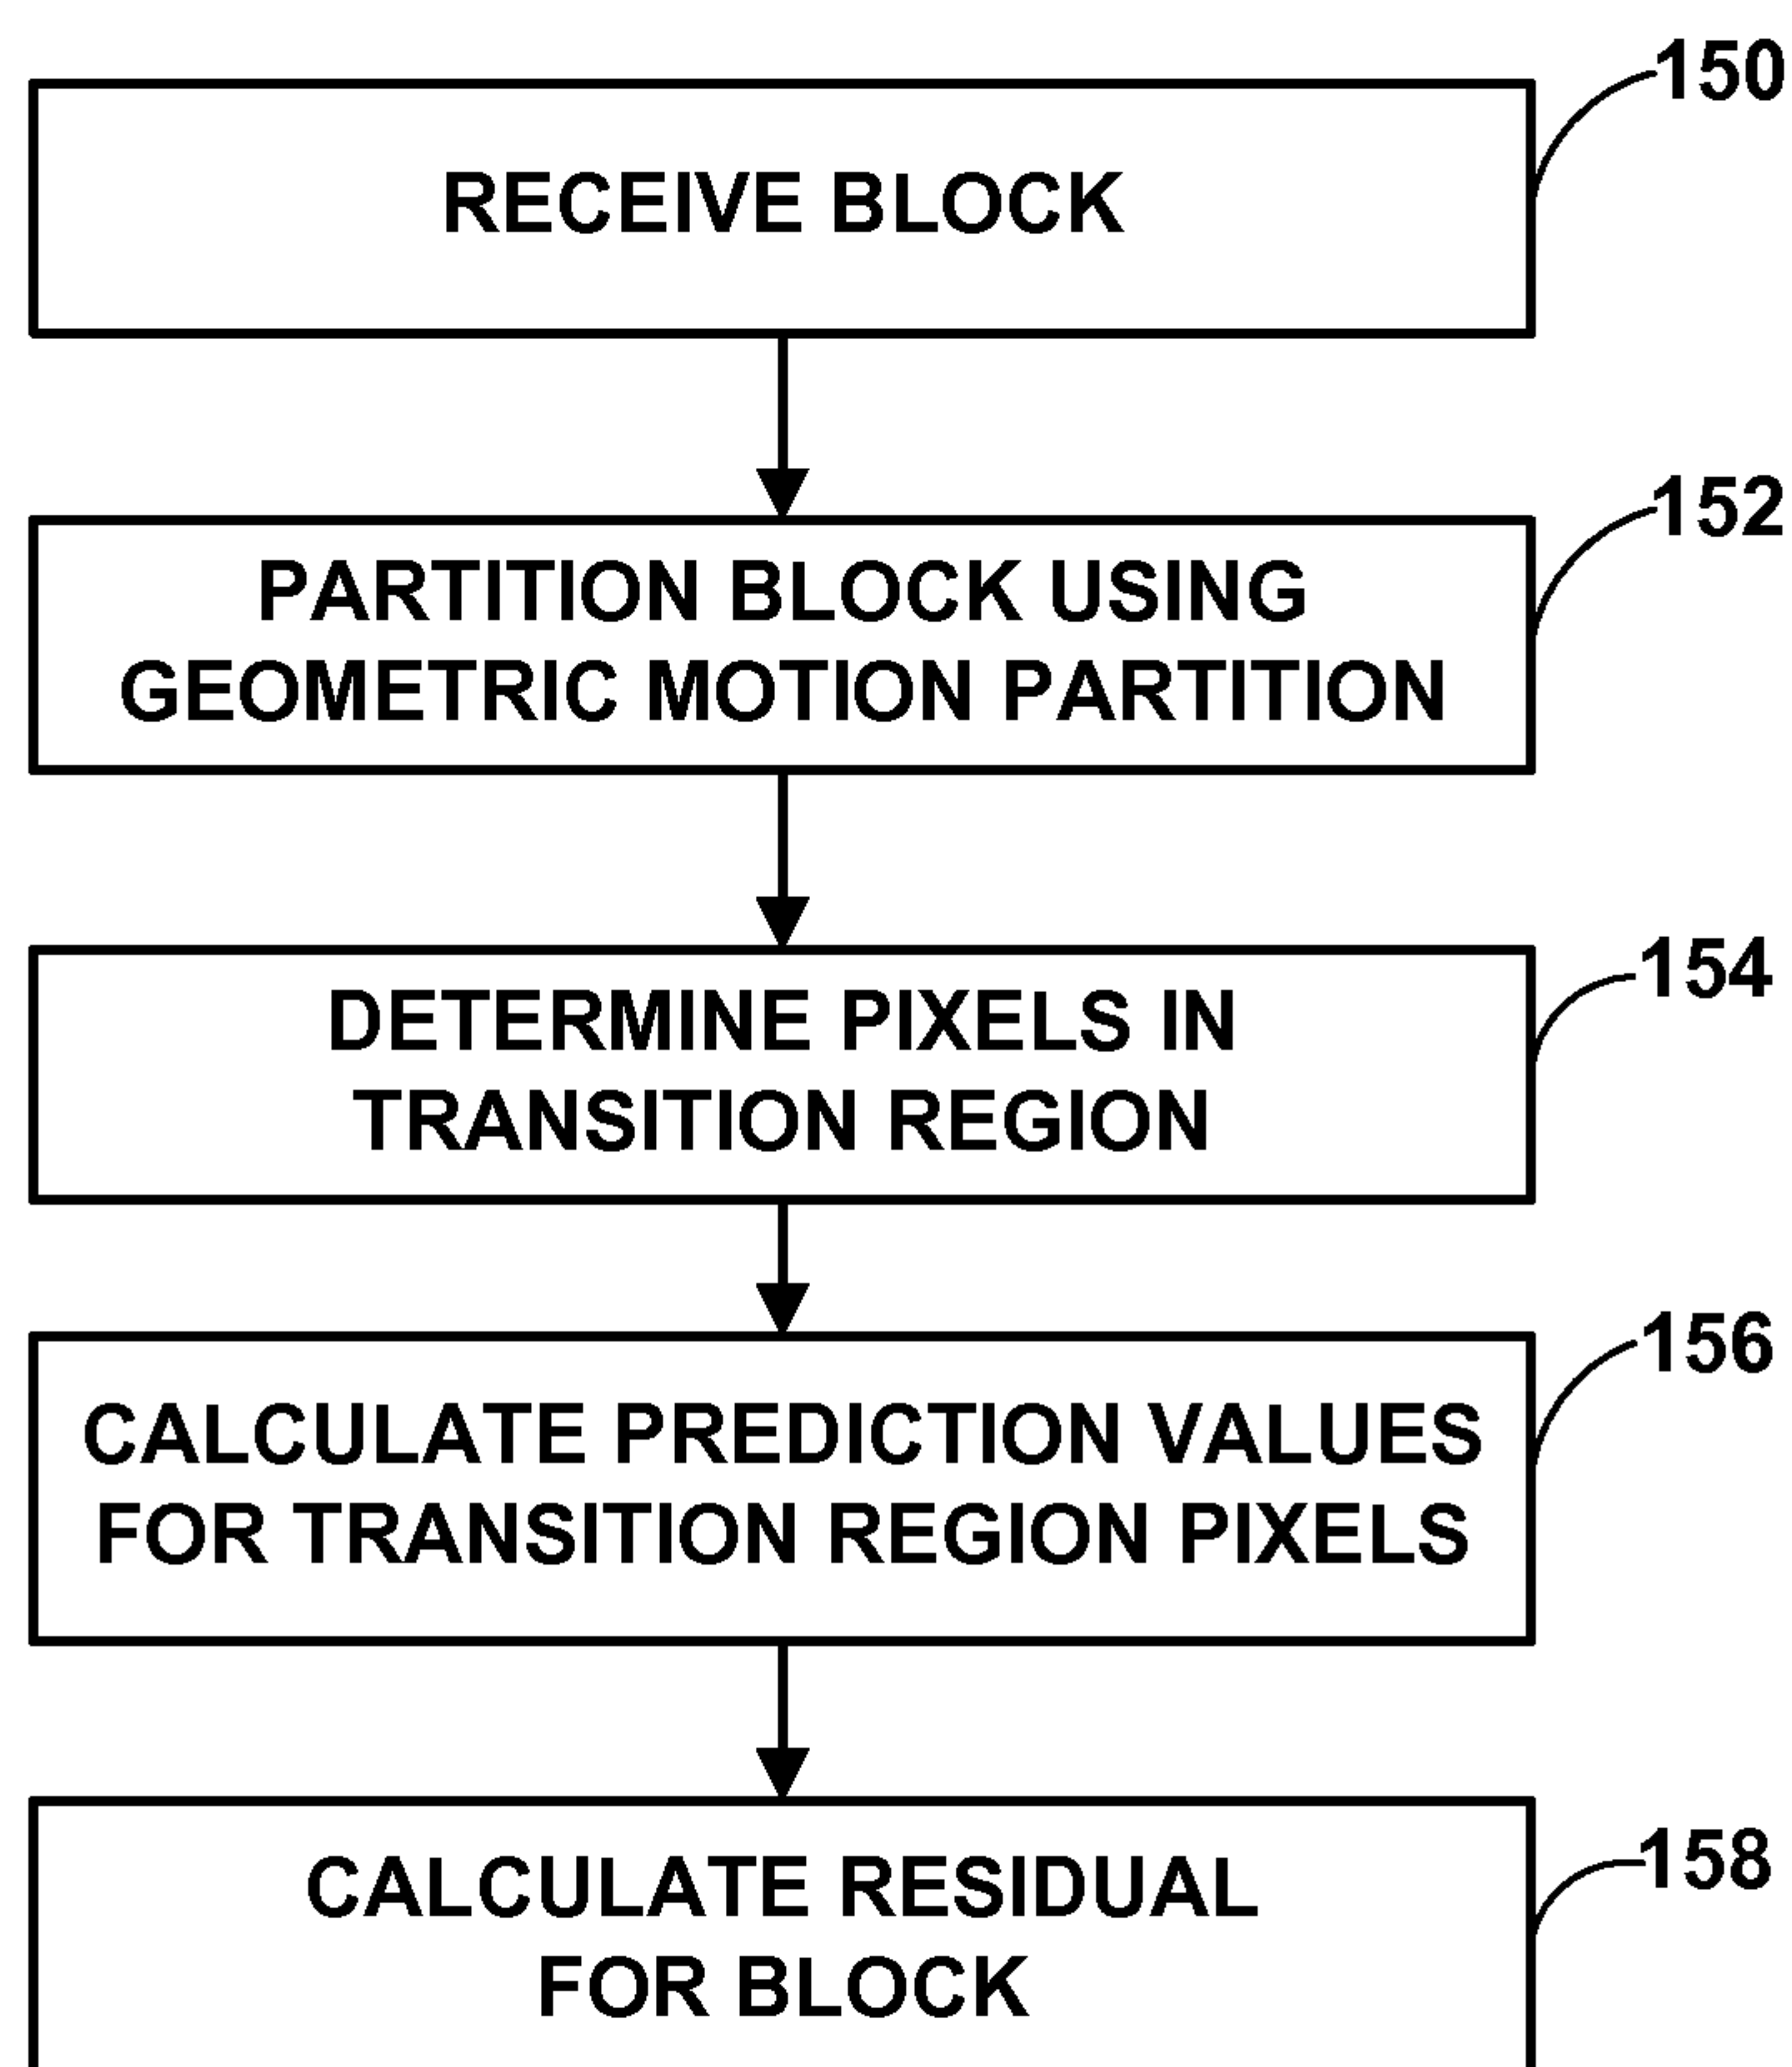 150
RECEIVE BLOCK
152
PARTITION BLOCK USING
GEOMETRIC MOTION PARTITION
154
DETERMINE PIXELS IN
TRANSITION REGION
156
CALCULATE PREDICTION VALUES
FOR TRANSITION REGION PIXELS
158
CALCULATE RESIDUAL
FOR BLOCK